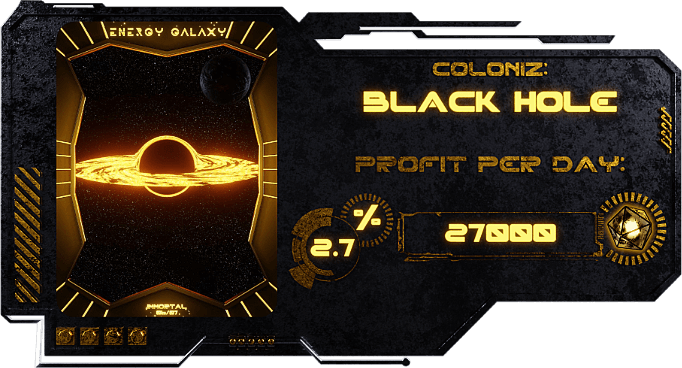 ENERGY GALAXY
COLONIZ:
BLACK HOLE
PROFIT PER DAY:
%
2.7
27000
IMMORTAL